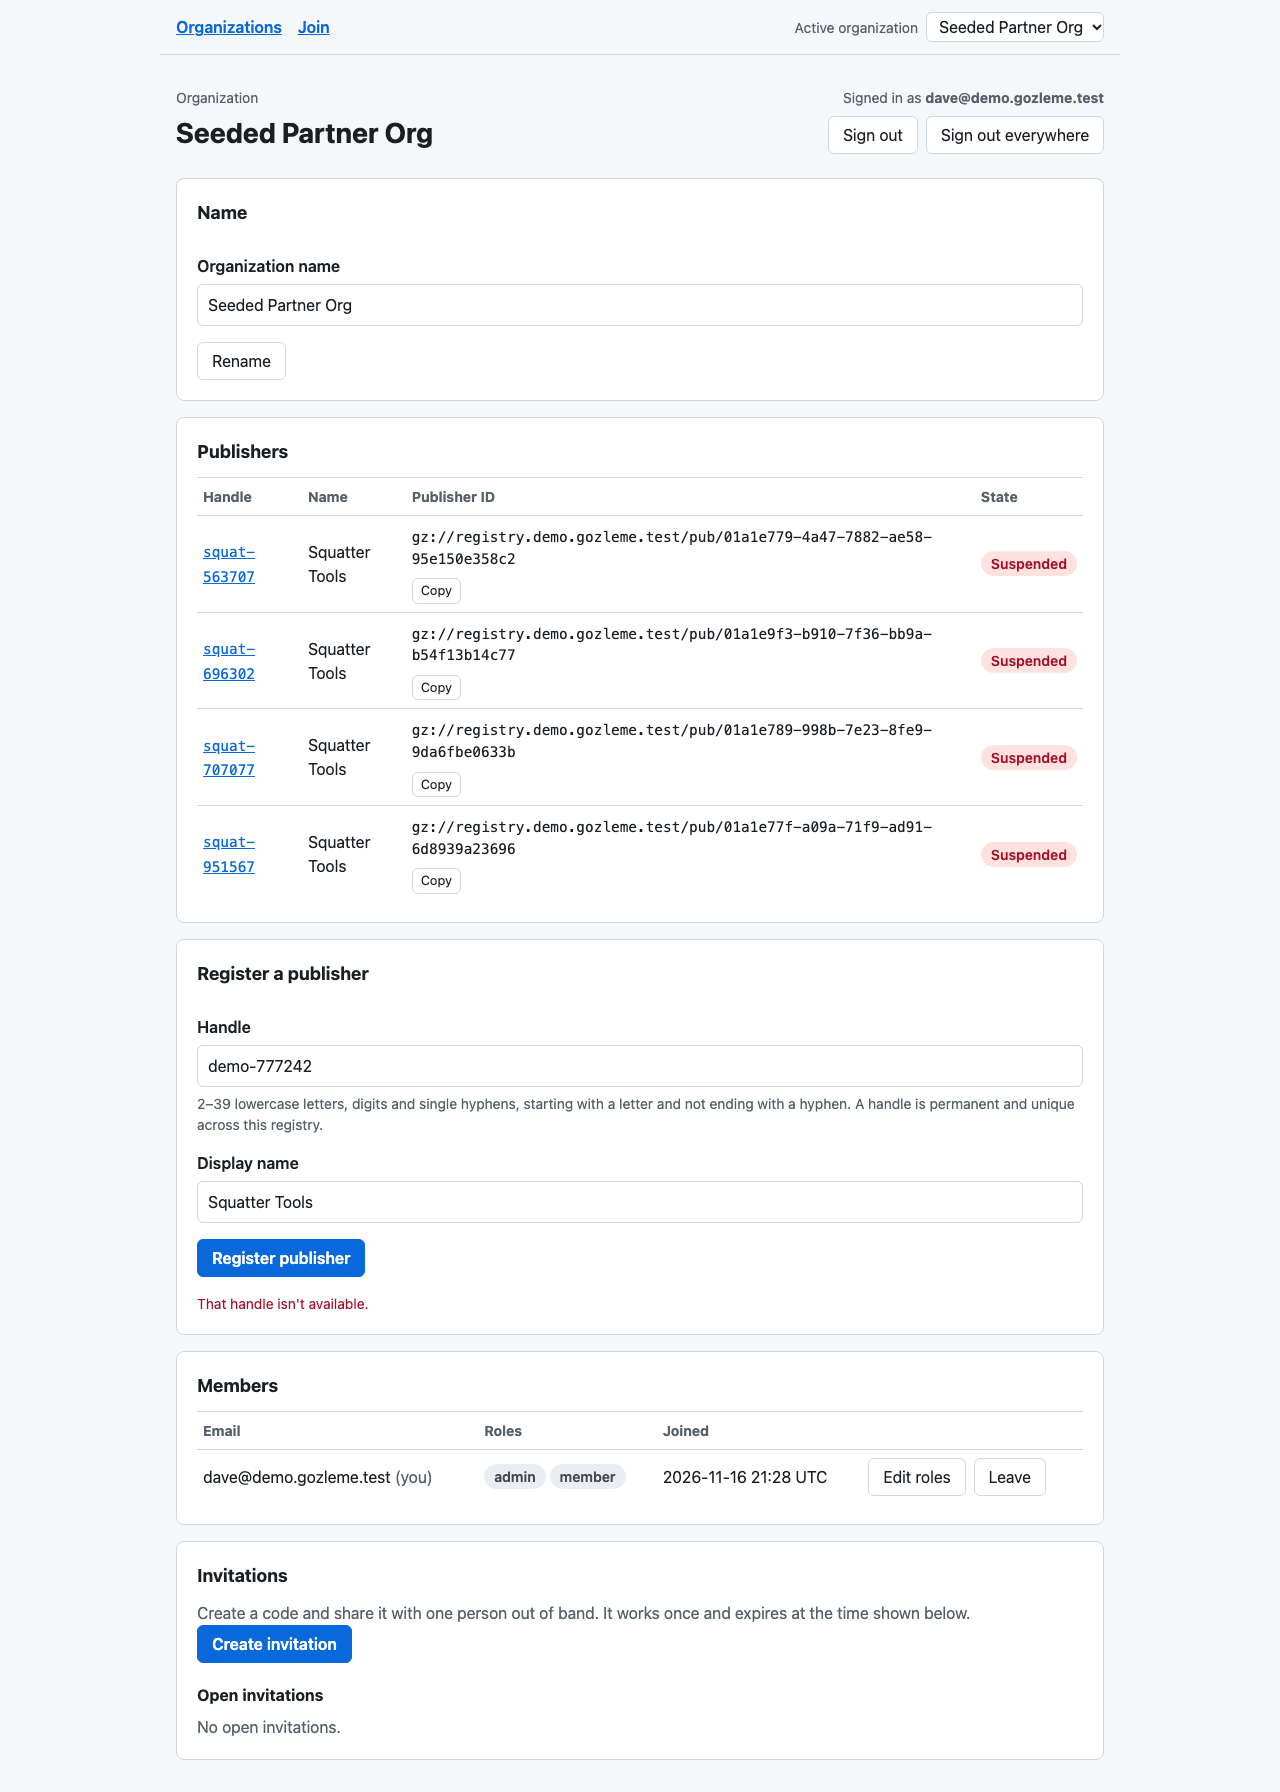 Organizations Join
Active organization Seeded Partner Org
Organization
Signed in as dave@demo.gozleme.test
Seeded Partner Org
Sign out Sign out everywhere
Name
Organization name
Seeded Partner Org
Rename
Publishers
Handle Name Publisher ID State
squat-563707 Squatter Tools gz://registry.demo.gozleme.test/pub/01a1e779-4a47-7882-ae58-95e150e358c2 Copy Suspended
squat-696302 Squatter Tools gz://registry.demo.gozleme.test/pub/01a1e9f3-b910-7f36-bb9a-b54f13b14c77 Copy Suspended
squat-707077 Squatter Tools gz://registry.demo.gozleme.test/pub/01a1e789-998b-7e23-8fe9-9da6fbe0633b Copy Suspended
squat-951567 Squatter Tools gz://registry.demo.gozleme.test/pub/01a1e77f-a09a-71f9-ad91-6d8939a23696 Copy Suspended
Register a publisher
Handle
demo-777242
2–39 lowercase letters, digits and single hyphens, starting with a letter and not ending with a hyphen. A handle is permanent and unique
across this registry.
Display name
Squatter Tools
Register publisher
That handle isn't available.
Members
Email Roles Joined
dave@demo.gozleme.test (you) admin member 2026-11-16 21:28 UTC Edit roles Leave
Invitations
Create a code and share it with one person out of band. It works once and expires at the time shown below.
Create invitation
Open invitations
No open invitations.